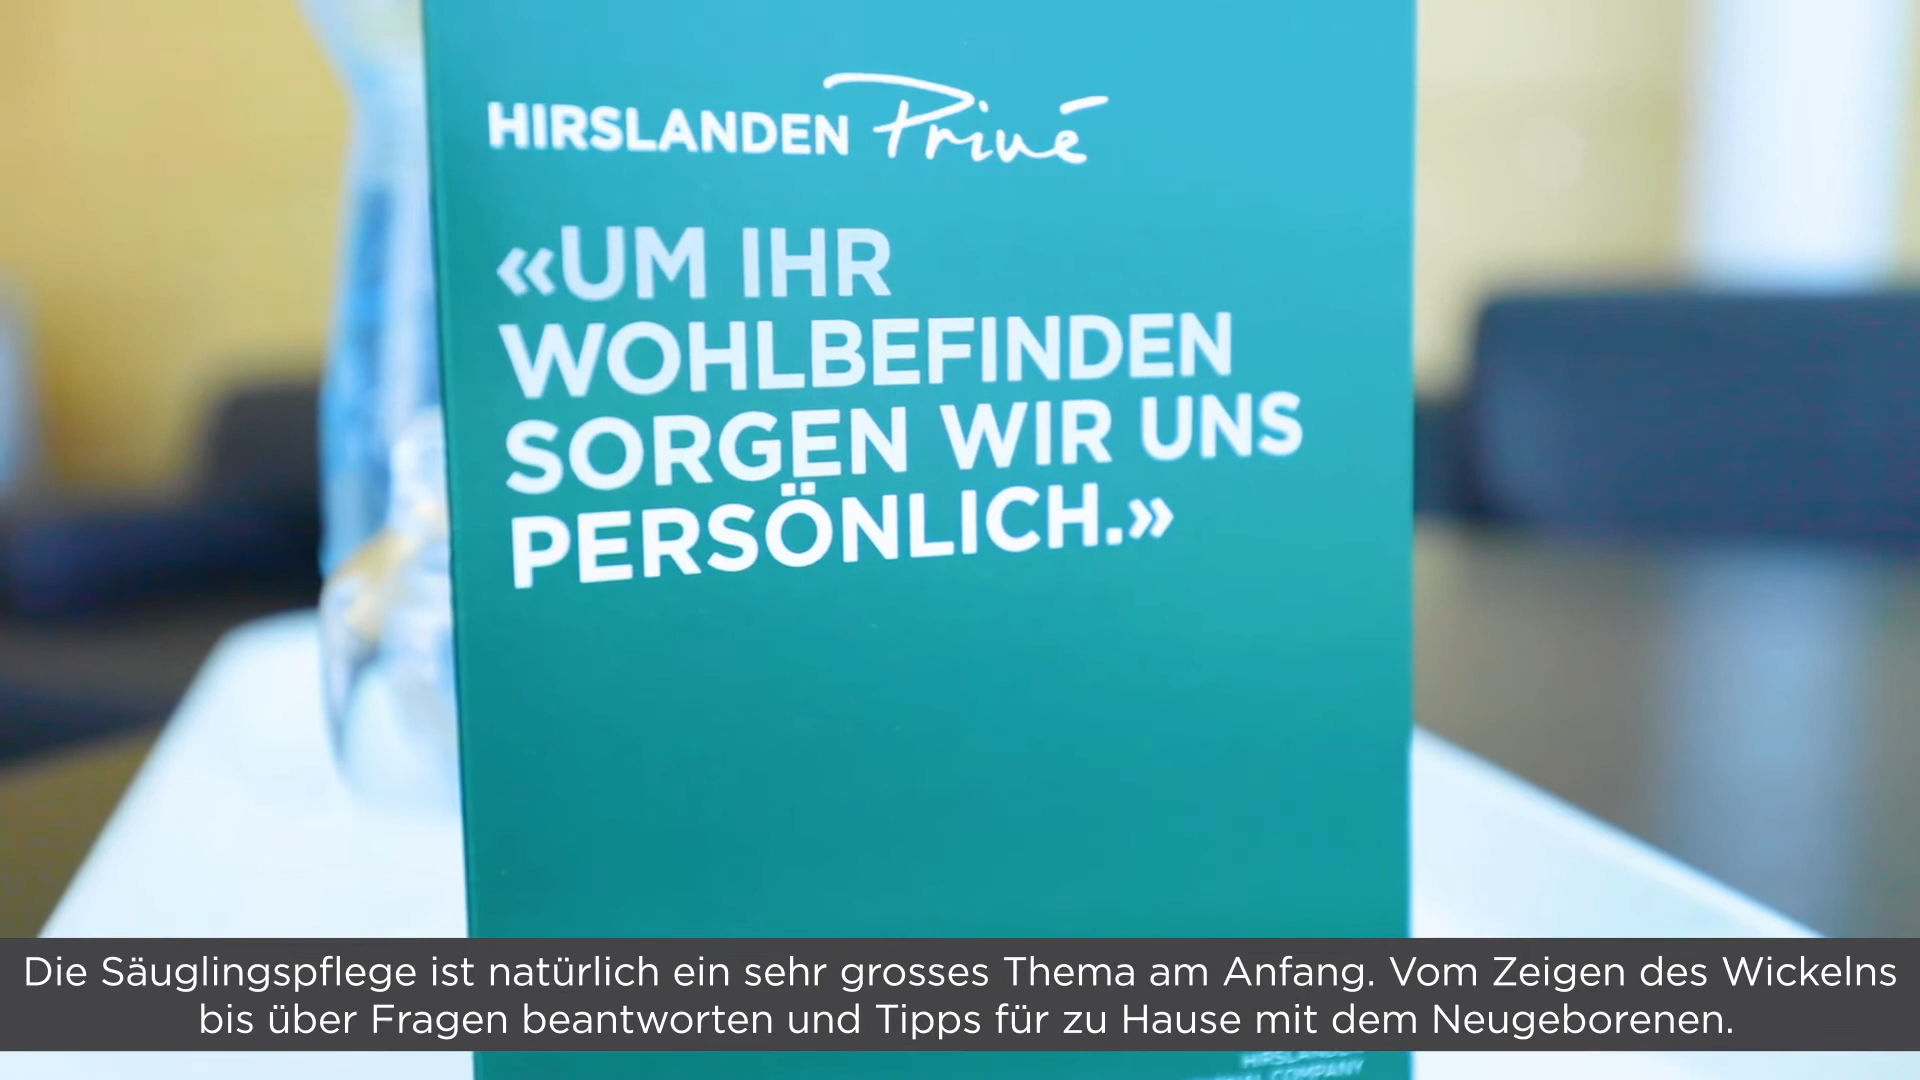 HIRSLANDEN Privé
«UM IHR
WOHLBEFINDEN
SORGEN WIR UNS
PERSÖNLICH.»
Die Säuglingspflege ist natürlich ein sehr grosses Thema am Anfang. Vom Zeigen des Wickelns
bis über Fragen beantworten und Tipps für zu Hause mit dem Neugeborenen.
COMPANY